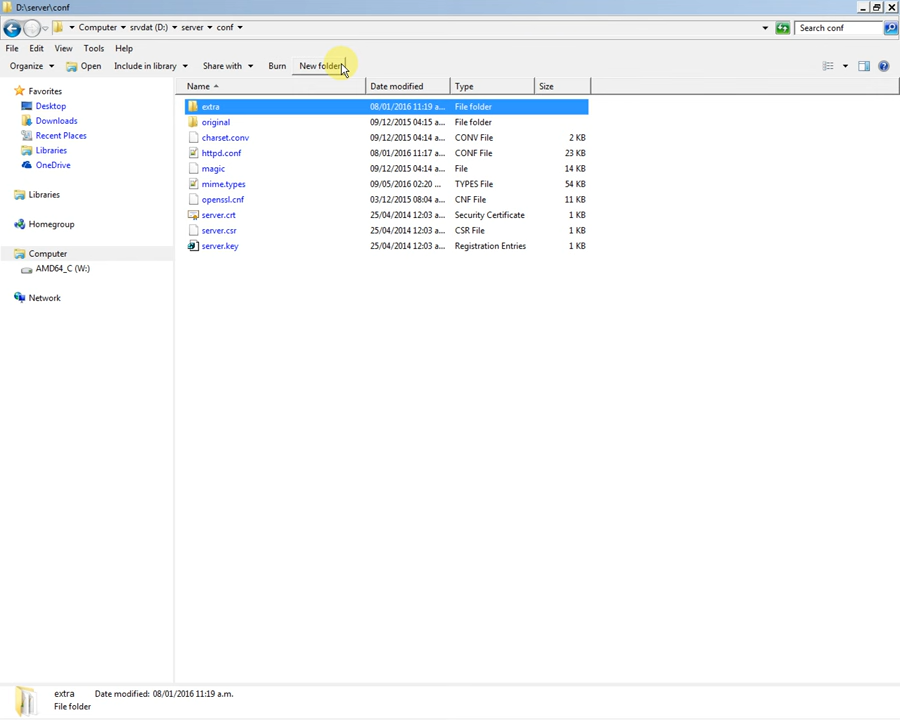 D:\server\conf
Computer srvdat (D:) server conf
Search conf
File Edit View Tools Help
Organize Open Include in library Share with Burn New folder
Favorites
Desktop
Downloads
Recent Places
Libraries
OneDrive
Libraries
Homegroup
Computer
AMD64_C (W:)
Network
Name Date modified Type Size
extra 08/01/2016 11:19 a... File folder
original 09/12/2015 04:15 a... File folder
charset.conv 09/12/2015 04:14 a... CONV File 2 KB
httpd.conf 08/01/2016 11:17 a... CONF File 23 KB
magic 09/12/2015 04:14 a... File 14 KB
mime.types 09/05/2016 02:20 ... TYPES File 54 KB
openssl.cnf 03/12/2015 08:04 a... CNF File 11 KB
server.crt 25/04/2014 12:03 a... Security Certificate 1 KB
server.csr 25/04/2014 12:03 a... CSR File 1 KB
server.key 25/04/2014 12:03 a... Registration Entries 1 KB
extra Date modified: 08/01/2016 11:19 a.m.
File folder